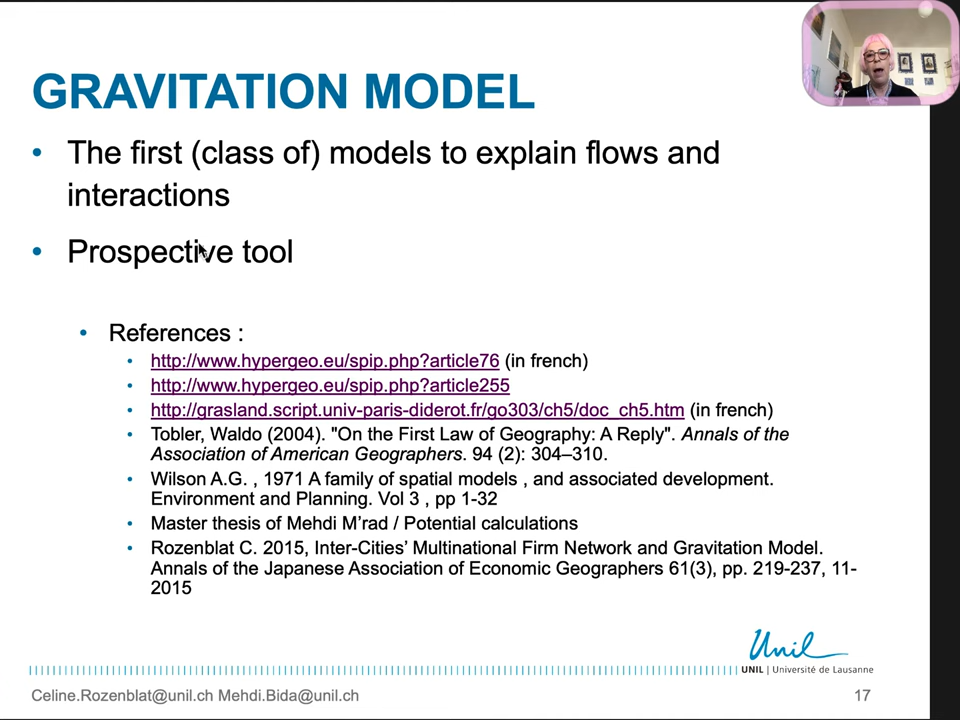 GRAVITATION MODEL
• The first (class of) models to explain flows and
interactions
• Prospective tool
• References :
• http://www.hypergeo.eu/spip.php?article76 (in french)
• http://www.hypergeo.eu/spip.php?article255
• http://grasland.script.univ-paris-diderot.fr/go303/ch5/doc_ch5.htm (in french)
• Tobler, Waldo (2004). "On the First Law of Geography: A Reply". Annals of the
Association of American Geographers. 94 (2): 304–310.
• Wilson A.G. , 1971 A family of spatial models , and associated development.
Environment and Planning. Vol 3 , pp 1-32
• Master thesis of Mehdi M’rad / Potential calculations
• Rozenblat C. 2015, Inter-Cities’ Multinational Firm Network and Gravitation Model.
Annals of the Japanese Association of Economic Geographers 61(3), pp. 219-237, 11-
2015
Unil
UNIL | Université de Lausanne
Celine.Rozenblat@unil.ch Mehdi.Bida@unil.ch
17